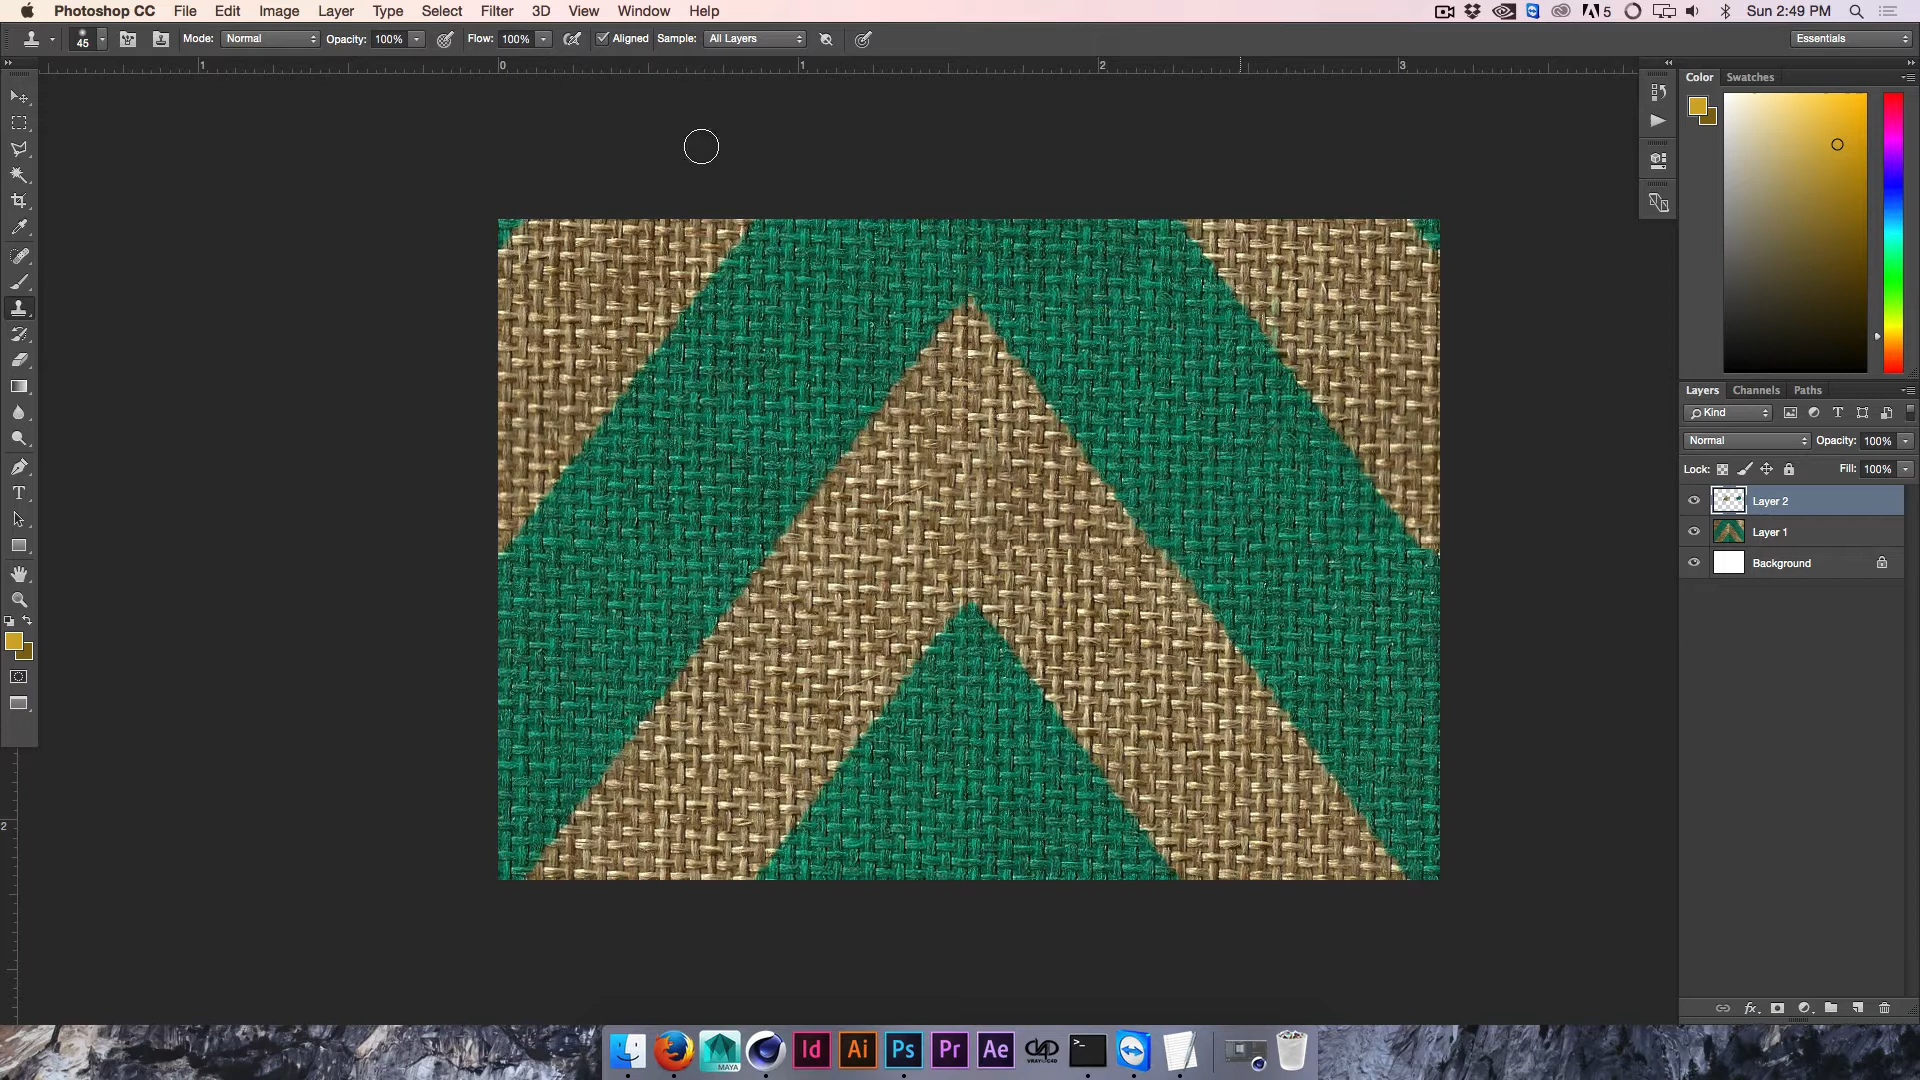 Photoshop CC File Edit Image Layer Type Select Filter 3D View Window Help 5 Sun 2:49 PM
45 Mode: Normal Opacity: 100% Flow: 100% Aligned Sample: All Layers Essentials
1 0 1 2 3
Color Swatches
Layers Channels Paths
Kind T
Normal Opacity: 100%
Lock: Fill: 100%
Layer 2
Layer 1
Background
T
2
fx
MAYA Id Ai Ps Pr Ae >_